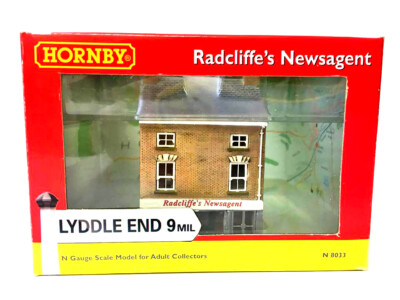 HORNBY®
Radcliffe's Newsagent
Radcliffe's Newsagent
LYDDLE END 9MIL
N Gauge Scale Model for Adult Collectors
N 8033